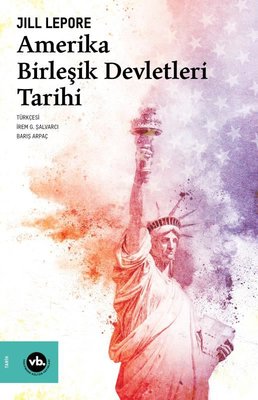 JILL LEPORE
Amerika
Birleşik Devletleri
Tarihi
TÜRKÇESİ
İREM G. SALVARCI
BARIŞ ARPAÇ
TARİH
vb.